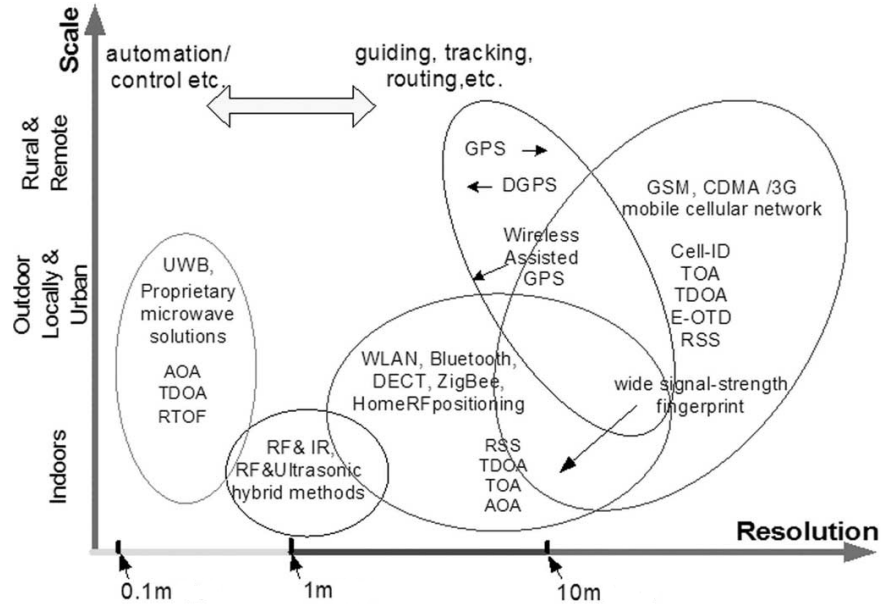 Scale
automation/
control etc.
guiding, tracking,
routing,etc.
Rural &
Remote
Outdoor
Locally &
Urban
Indoors
GPS
DGPS
Wireless
Assisted
GPS
GSM, CDMA /3G
mobile cellular network
Cell-ID
TOA
TDOA
E-OTD
RSS
UWB,
Proprietary
microwave
solutions
AOA
TDOA
RTOF
WLAN, Bluetooth,
DECT, ZigBee,
HomeRFpositioning
RSS
TDOA
TOA
AOA
wide signal-strength
fingerprint
RF& IR,
RF&Ultrasonic
hybrid methods
Resolution
0.1m
1m
10m